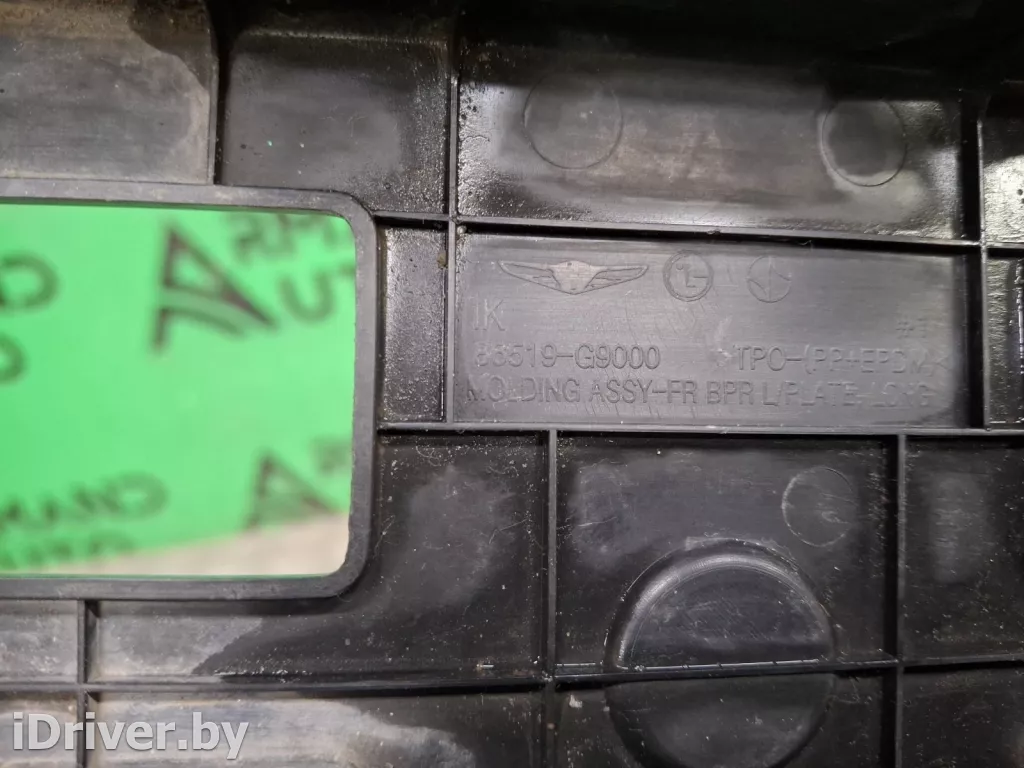 IK
86519-G9000 TPO-(PP+EPDM)
MOLDING ASSY-FR BPR L/PLATE-LONG
iDriver.by